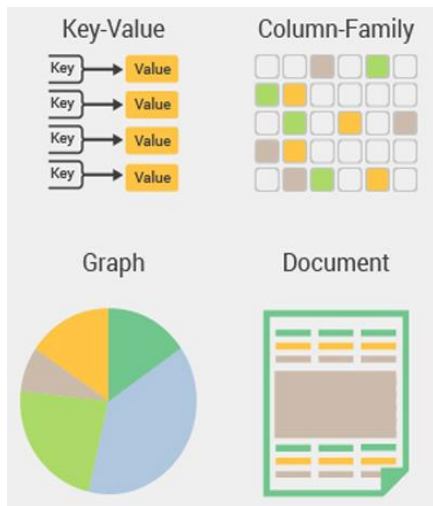 Key-Value
Column-Family
Key Value
Key Value
Key Value
Key Value
Graph
Document